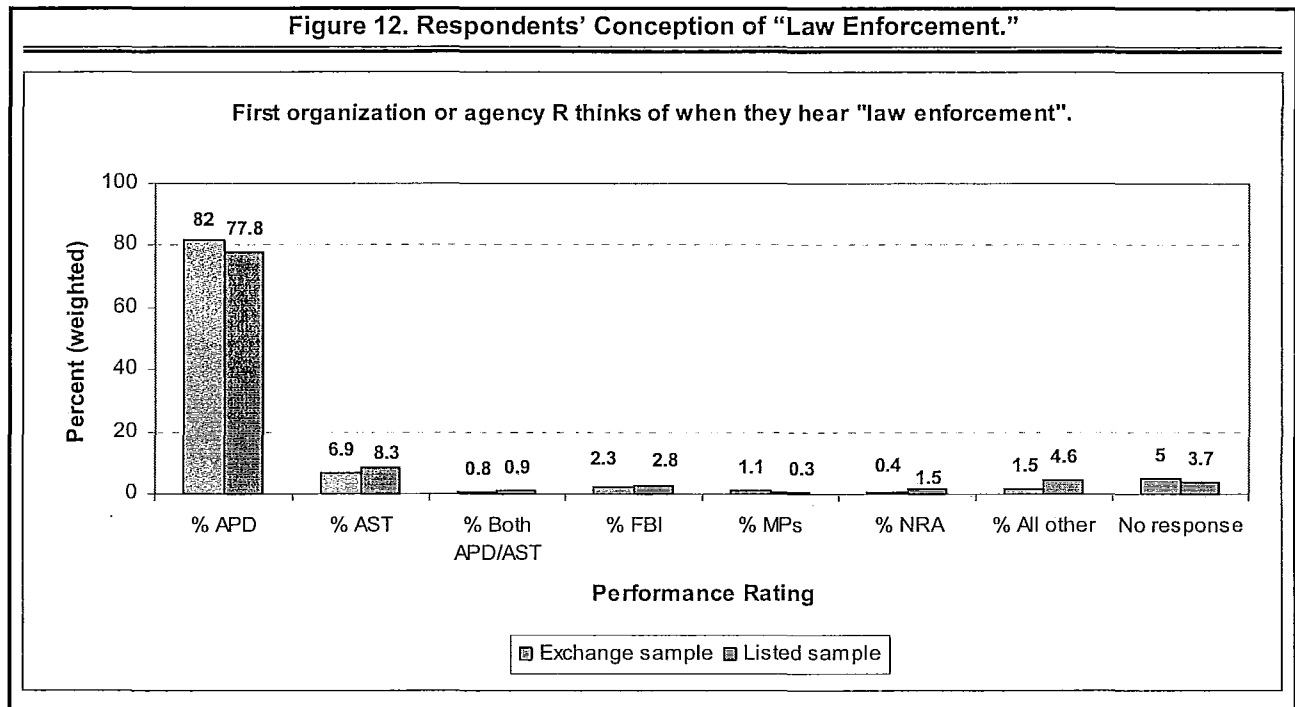 Figure 12. Respondents' Conception of “Law Enforcement.”
First organization or agency R thinks of when they hear "law enforcement".
Percent (weighted)
100
80
60
40
20
0
82 77.8
6.9 8.3
0.8 0.9
2.3 2.8
1.1 0.3
0.4 1.5
1.5 4.6
5 3.7
% APD % AST % Both % FBI % MPs % NRA % All other No response
APD/AST
Performance Rating
Exchange sample Listed sample